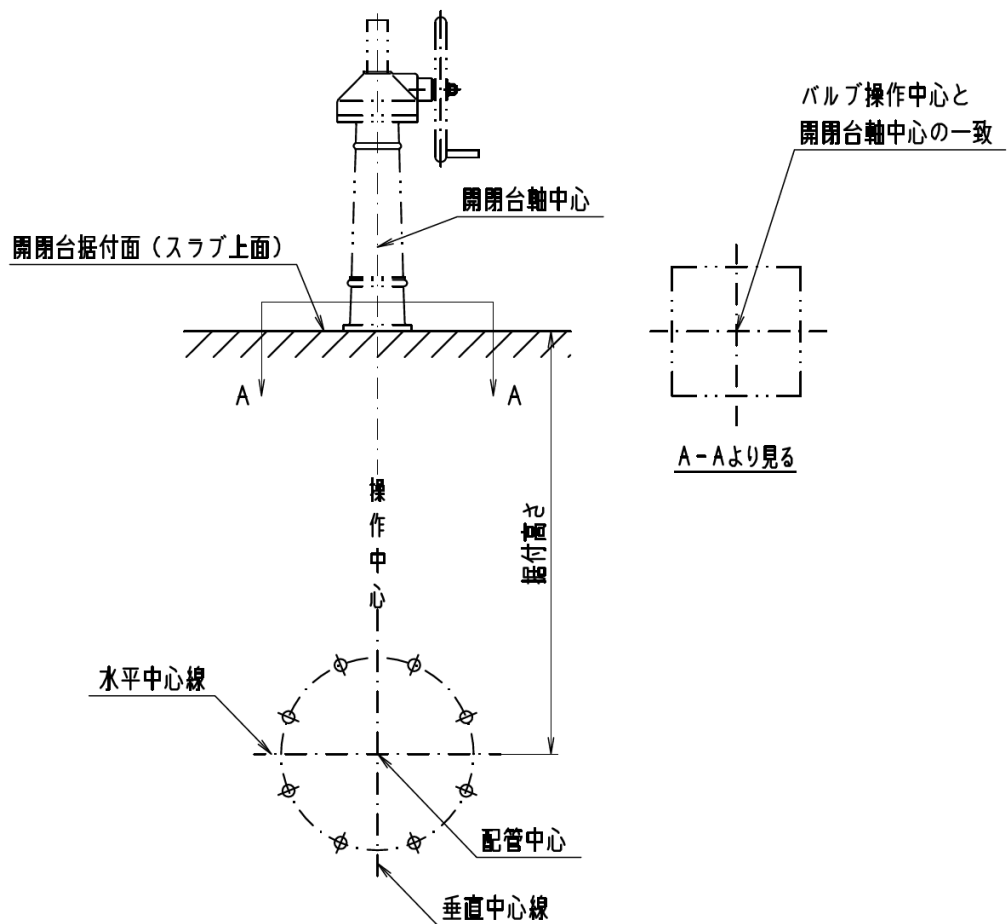 バルブ操作中心と
開閉台軸中心の一致
開閉台軸中心
開閉台据付面（スラブ上面）
A
A
A-Aより見る
操作中心
据付高さ
水平中心線
配管中心
垂直中心線